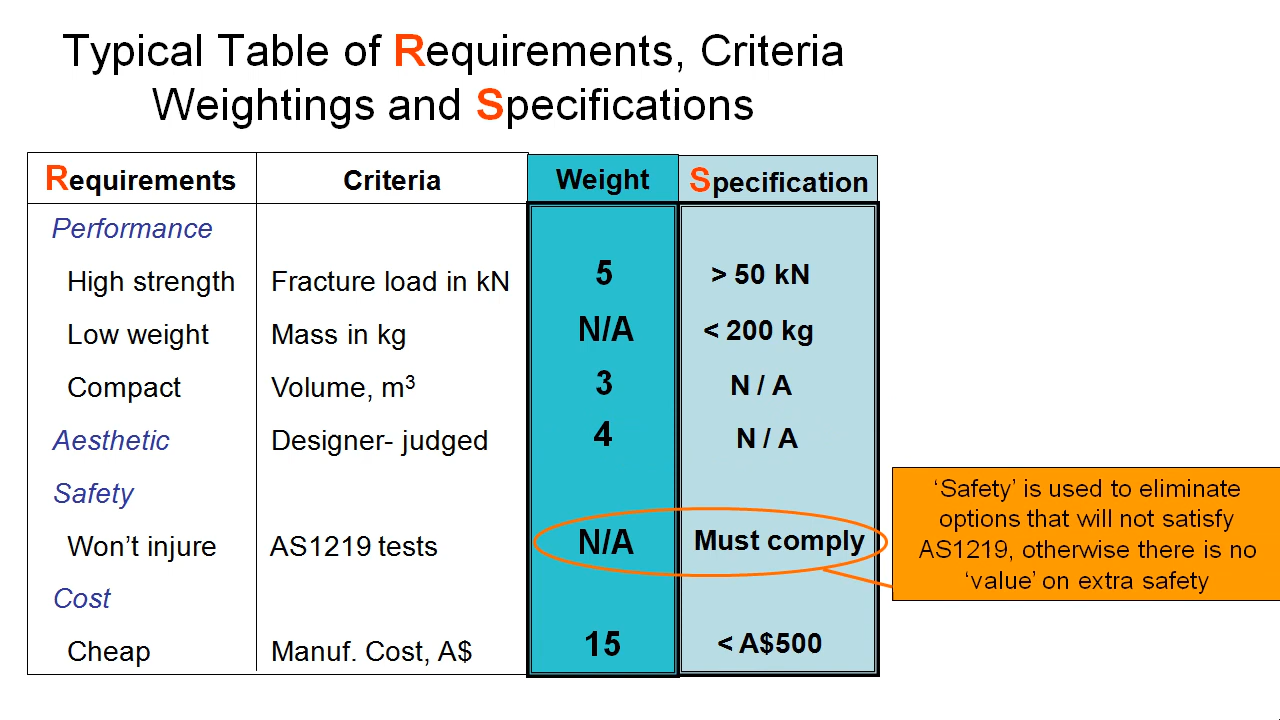 Typical Table of Requirements, Criteria
Weightings and Specifications
Requirements Criteria Weight Specification
Performance
High strength Fracture load in kN 5 > 50 kN
Low weight Mass in kg N/A < 200 kg
Compact Volume, m³ 3 N / A
Aesthetic Designer- judged 4 N / A
Safety
Won’t injure AS1219 tests N/A Must comply
Cost
Cheap Manuf. Cost, A$ 15 < A$500
‘Safety’ is used to eliminate
options that will not satisfy
AS1219, otherwise there is no
‘value’ on extra safety